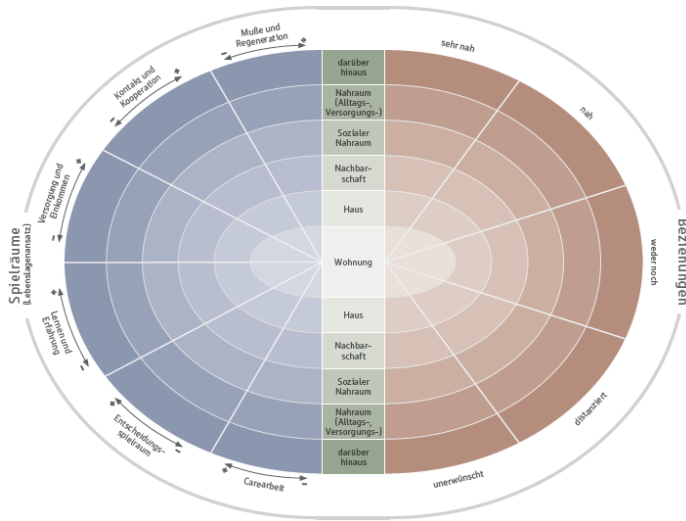 Muße und
Regeneration
- +
Kontakt und
Kooperation
- +
Versorgung und
Einkommen
- +
Spielräume
(Lebenslagenansatz)
Lernen und
Erfahrung
+ -
Entscheidungs-
spielraum
+ -
Carearbeit
+ -
darüber
hinaus
Nahraum
(Alltags-,
Versorgungs-)
Sozialer
Nahraum
Nachbar-
schaft
Haus
Wohnung
Haus
Nachbar-
schaft
Sozialer
Nahraum
Nahraum
(Alltags-,
Versorgungs-)
darüber
hinaus
sehr nah
nah
weder noch
distanziert
unerwünscht
Beziehungen